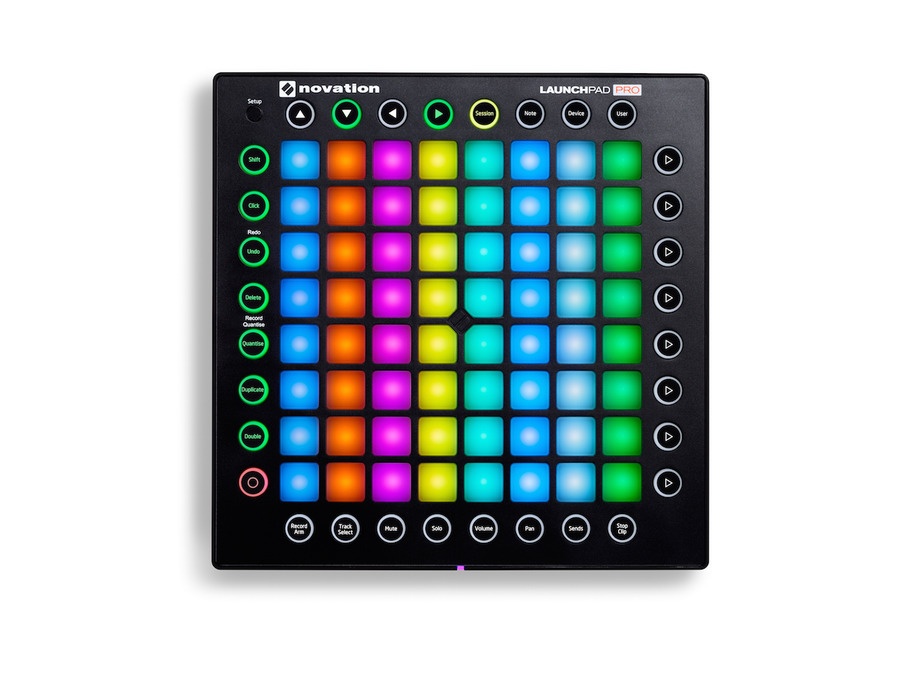 novation
LAUNCHPAD PRO
Setup
Session
Note
Device
User
Shift
Click
Redo
Undo
Delete
Record
Quantise
Quantise
Duplicate
Double
Record
Arm
Track
Select
Mute
Solo
Volume
Pan
Sends
Stop
Clip